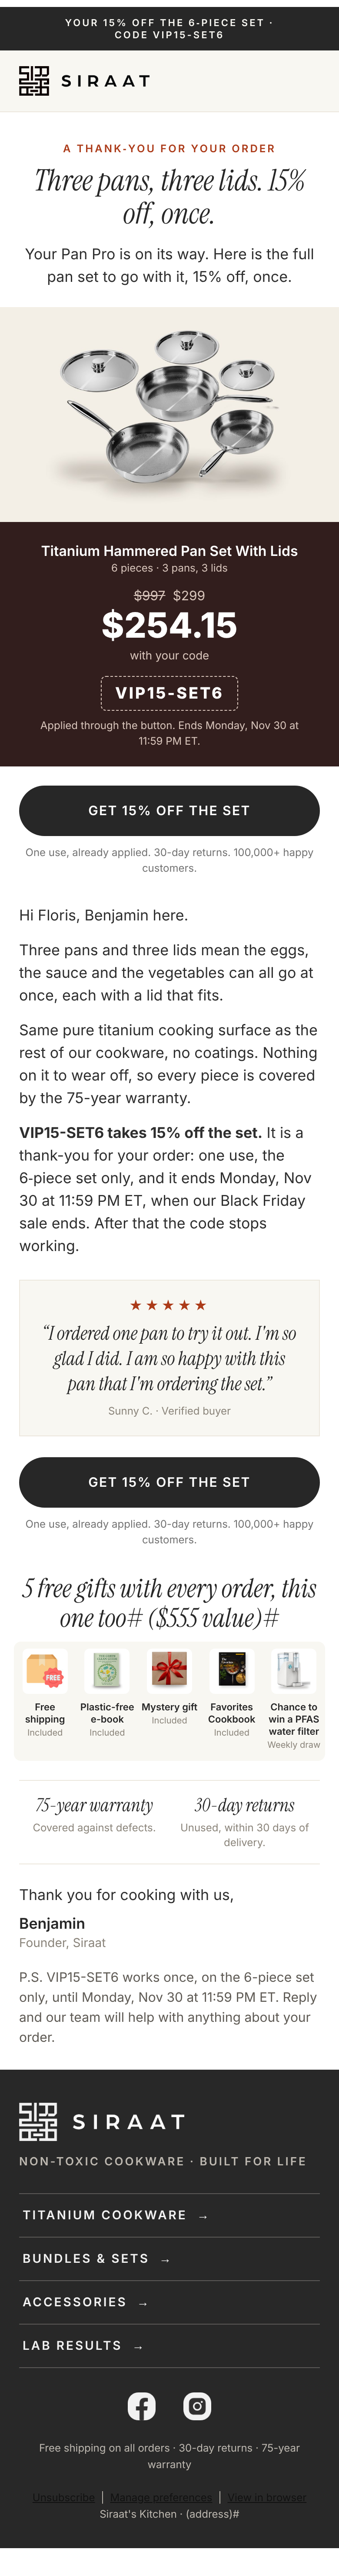 YOUR 15% OFF THE 6-PIECE SET ·
CODE VIP15-SET6
SIRAAT
A THANK-YOU FOR YOUR ORDER
Three pans, three lids. 15%
off, once.
Your Pan Pro is on its way. Here is the full
pan set to go with it, 15% off, once.
Titanium Hammered Pan Set With Lids
6 pieces · 3 pans, 3 lids
$997 $299
$254.15
with your code
VIP15-SET6
Applied through the button. Ends Monday, Nov 30 at
11:59 PM ET.
GET 15% OFF THE SET
One use, already applied. 30-day returns. 100,000+ happy
customers.
Hi Floris, Benjamin here.
Three pans and three lids mean the eggs,
the sauce and the vegetables can all go at
once, each with a lid that fits.
Same pure titanium cooking surface as the
rest of our cookware, no coatings. Nothing
on it to wear off, so every piece is covered
by the 75-year warranty.
VIP15-SET6 takes 15% off the set. It is a
thank-you for your order: one use, the
6-piece set only, and it ends Monday, Nov
30 at 11:59 PM ET, when our Black Friday
sale ends. After that the code stops
working.
★★★★★
“I ordered one pan to try it out. I'm so
glad I did. I am so happy with this
pan that I'm ordering the set.”
Sunny C. · Verified buyer
GET 15% OFF THE SET
One use, already applied. 30-day returns. 100,000+ happy
customers.
5 free gifts with every order, this
one too# ($555 value)#
FREE
Free
shipping
Included
Plastic-free
e-book
Included
Mystery gift
Included
Favorites
Cookbook
Included
Chance to
win a PFAS
water filter
Weekly draw
75-year warranty
Covered against defects.
30-day returns
Unused, within 30 days of
delivery.
Thank you for cooking with us,
Benjamin
Founder, Siraat
P.S. VIP15-SET6 works once, on the 6-piece set
only, until Monday, Nov 30 at 11:59 PM ET. Reply
and our team will help with anything about your
order.
SIRAAT
NON-TOXIC COOKWARE · BUILT FOR LIFE
TITANIUM COOKWARE →
BUNDLES & SETS →
ACCESSORIES →
LAB RESULTS →
Free shipping on all orders · 30-day returns · 75-year
warranty
Unsubscribe | Manage preferences | View in browser
Siraat's Kitchen · (address)#